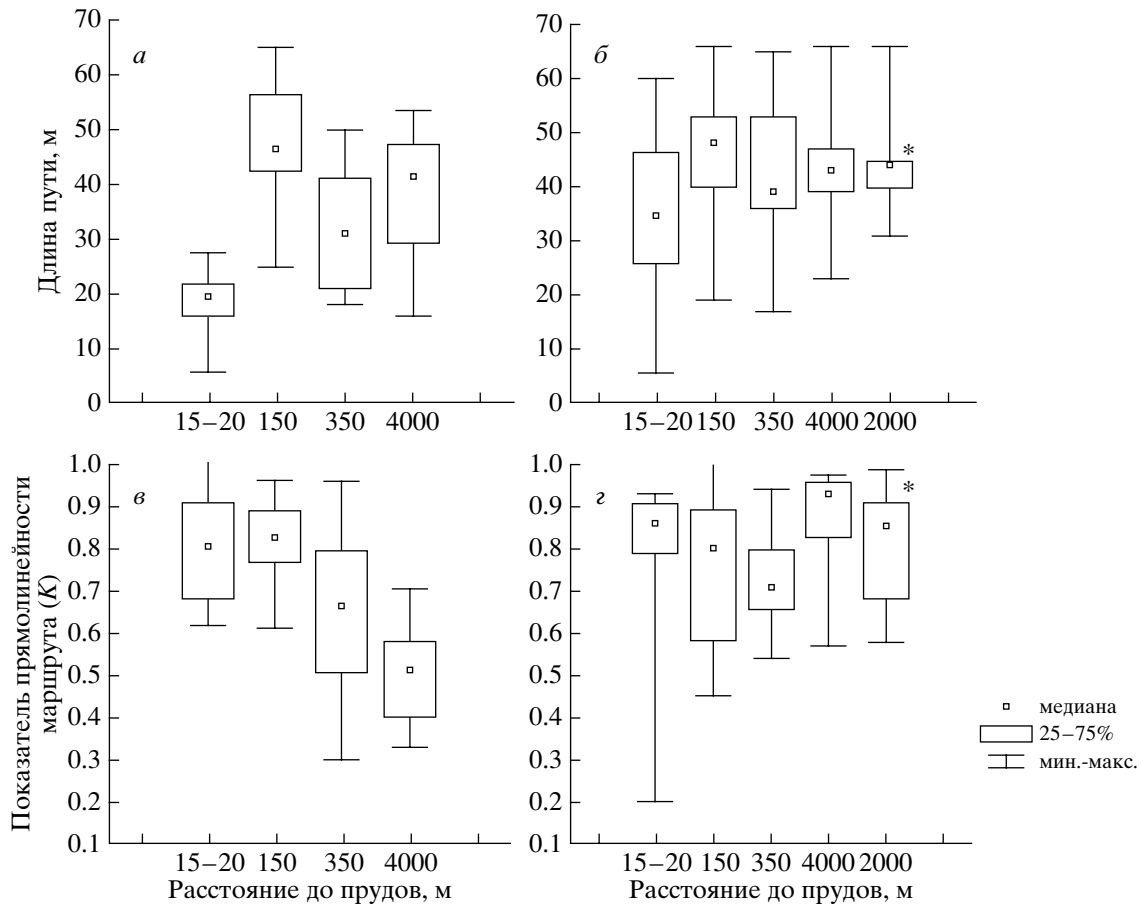 70
60
50
40
30
20
10
0
Длина пути, м
а
15–20 150 350 4000
70
60
50
40
30
20
10
0
б
*
15–20 150 350 4000 2000
1.0
0.9
0.8
0.7
0.6
0.5
0.4
0.3
0.2
0.1
Показатель прямолинейности
маршрута (K)
в
15–20 150 350 4000
Расстояние до прудов, м
1.0
0.9
0.8
0.7
0.6
0.5
0.4
0.3
0.2
0.1
г
*
15–20 150 350 4000 2000
Расстояние до прудов, м
медиана
25–75%
мин.-макс.